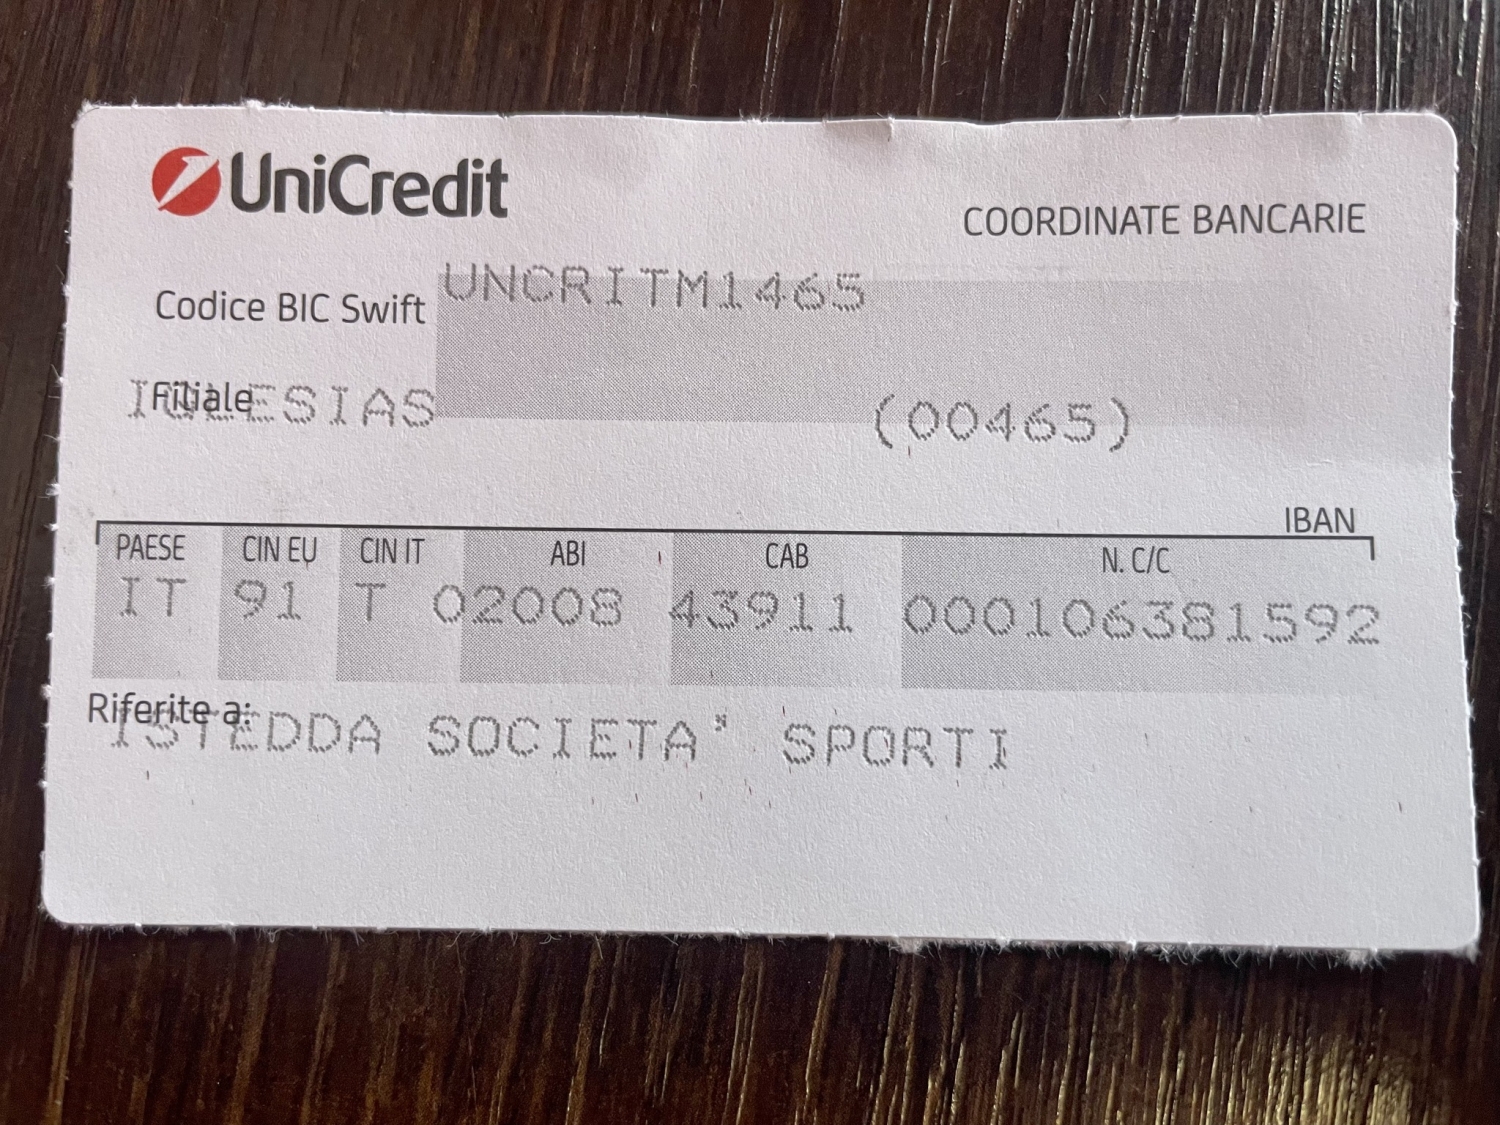 UniCredit
COORDINATE BANCARIE
Codice BIC Swift UNCRITM1465
Filiale IGLESIAS (00465)
IBAN
PAESE CIN EU CIN IT ABI CAB N. C/C
IT 91 T 02008 43911 000106381592
Riferite a:
ISTEDDA SOCIETA' SPORTI